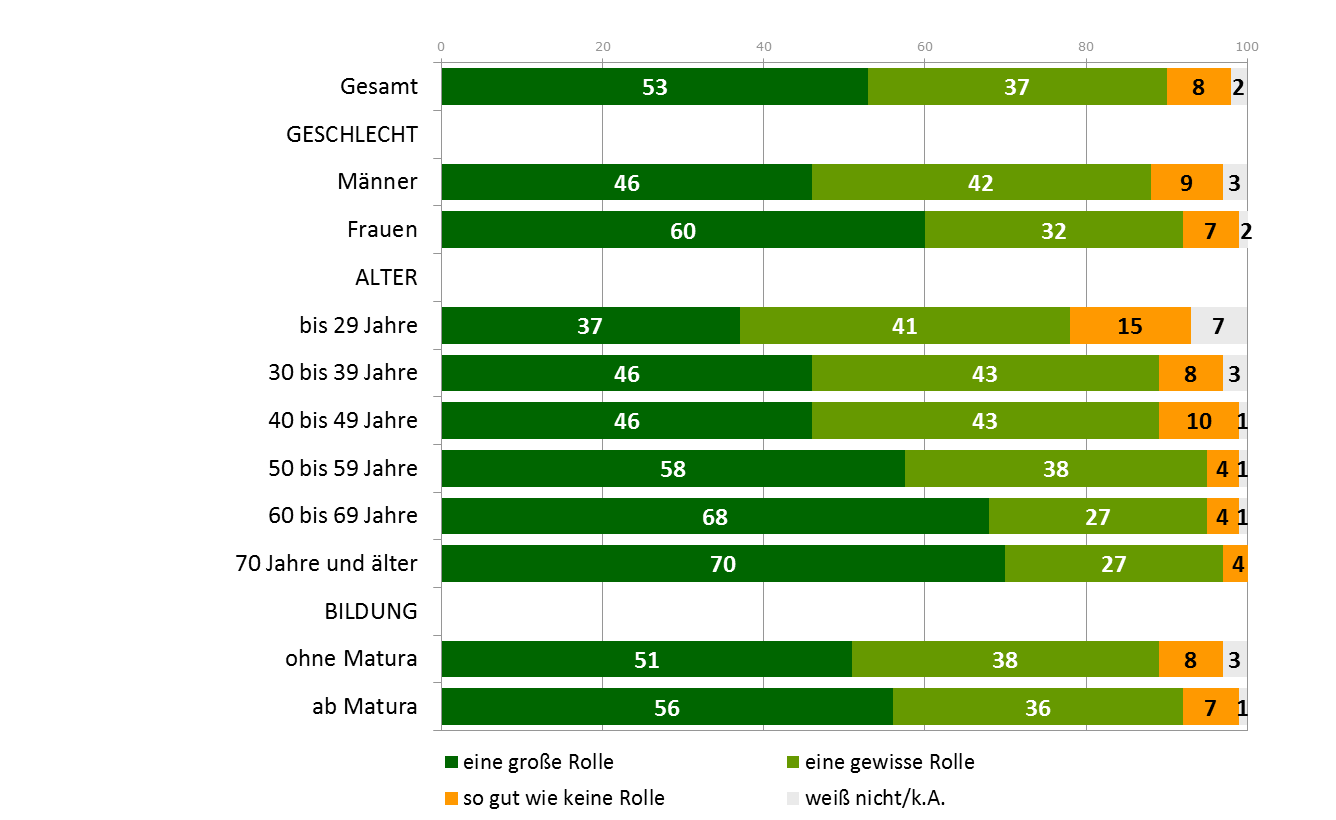 0 20 40 60 80 100
Gesamt 53 37 8 2
GESCHLECHT
Männer 46 42 9 3
Frauen 60 32 7 2
ALTER
bis 29 Jahre 37 41 15 7
30 bis 39 Jahre 46 43 8 3
40 bis 49 Jahre 46 43 10 1
50 bis 59 Jahre 58 38 4 1
60 bis 69 Jahre 68 27 4 1
70 Jahre und älter 70 27 4
BILDUNG
ohne Matura 51 38 8 3
ab Matura 56 36 7 1
eine große Rolle eine gewisse Rolle
so gut wie keine Rolle weiß nicht/k.A.